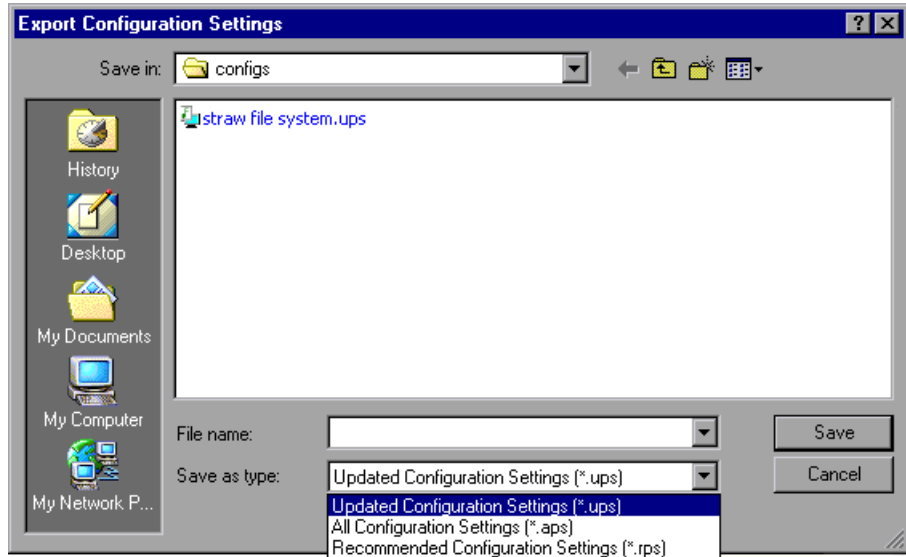 Export Configuration Settings
Save in:
configs
straw file system.ups
History
Desktop
My Documents
My Computer
My Network P...
File name:
Save
Save as type:
Updated Configuration Settings (*.ups)
Cancel
Updated Configuration Settings (*.ups)
All Configuration Settings (*.aps)
Recommended Configuration Settings (*.rps)